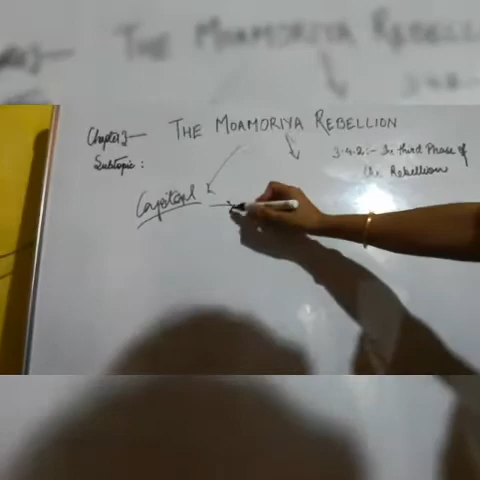 Chapter 3 — THE MOAMORIYA REBELLION
Subtopic :
3.4.2:- The third Phase of
the Rebellion
Capital —